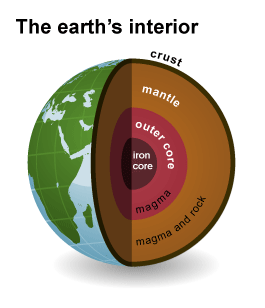 The earth's interior
crust
mantle
outer core
iron
core
magma
magma and rock